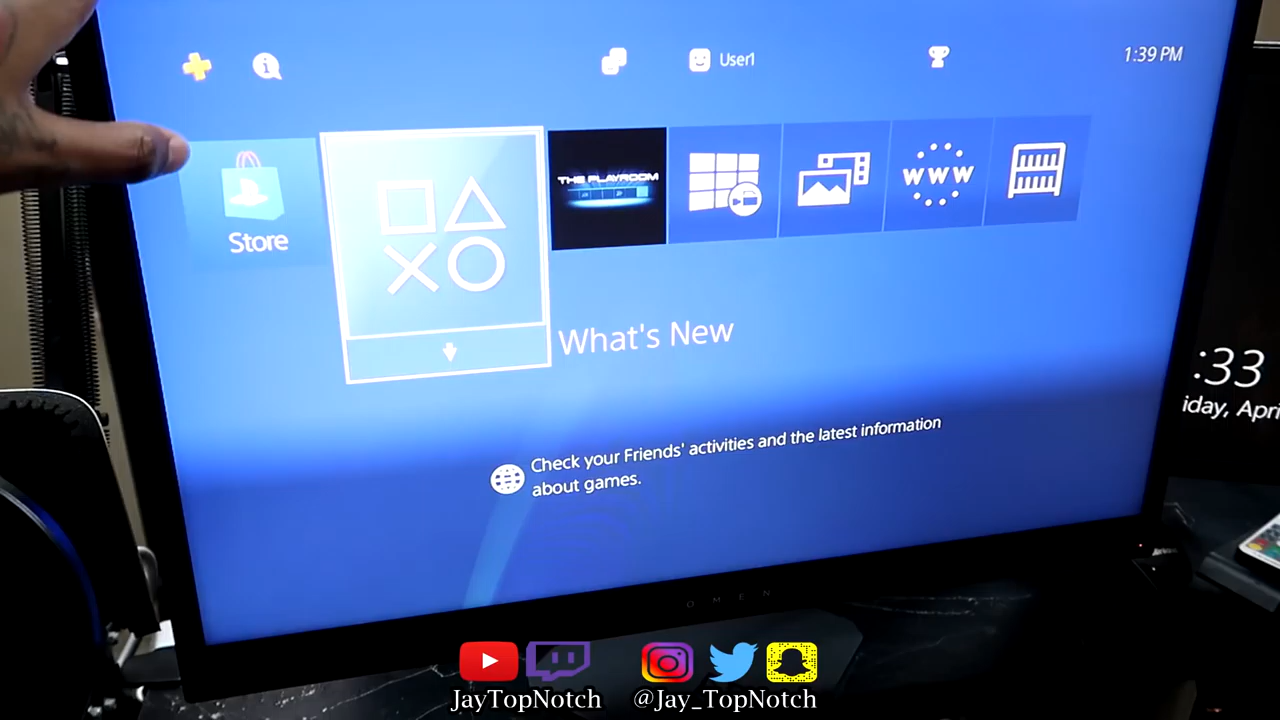 User1
1:39 PM
Store
THE PLAYROOM
WWW
What's New
Check your Friends' activities and the latest information
about games.
:33
iday, Apri
OMEN
JayTopNotch
@Jay_TopNotch